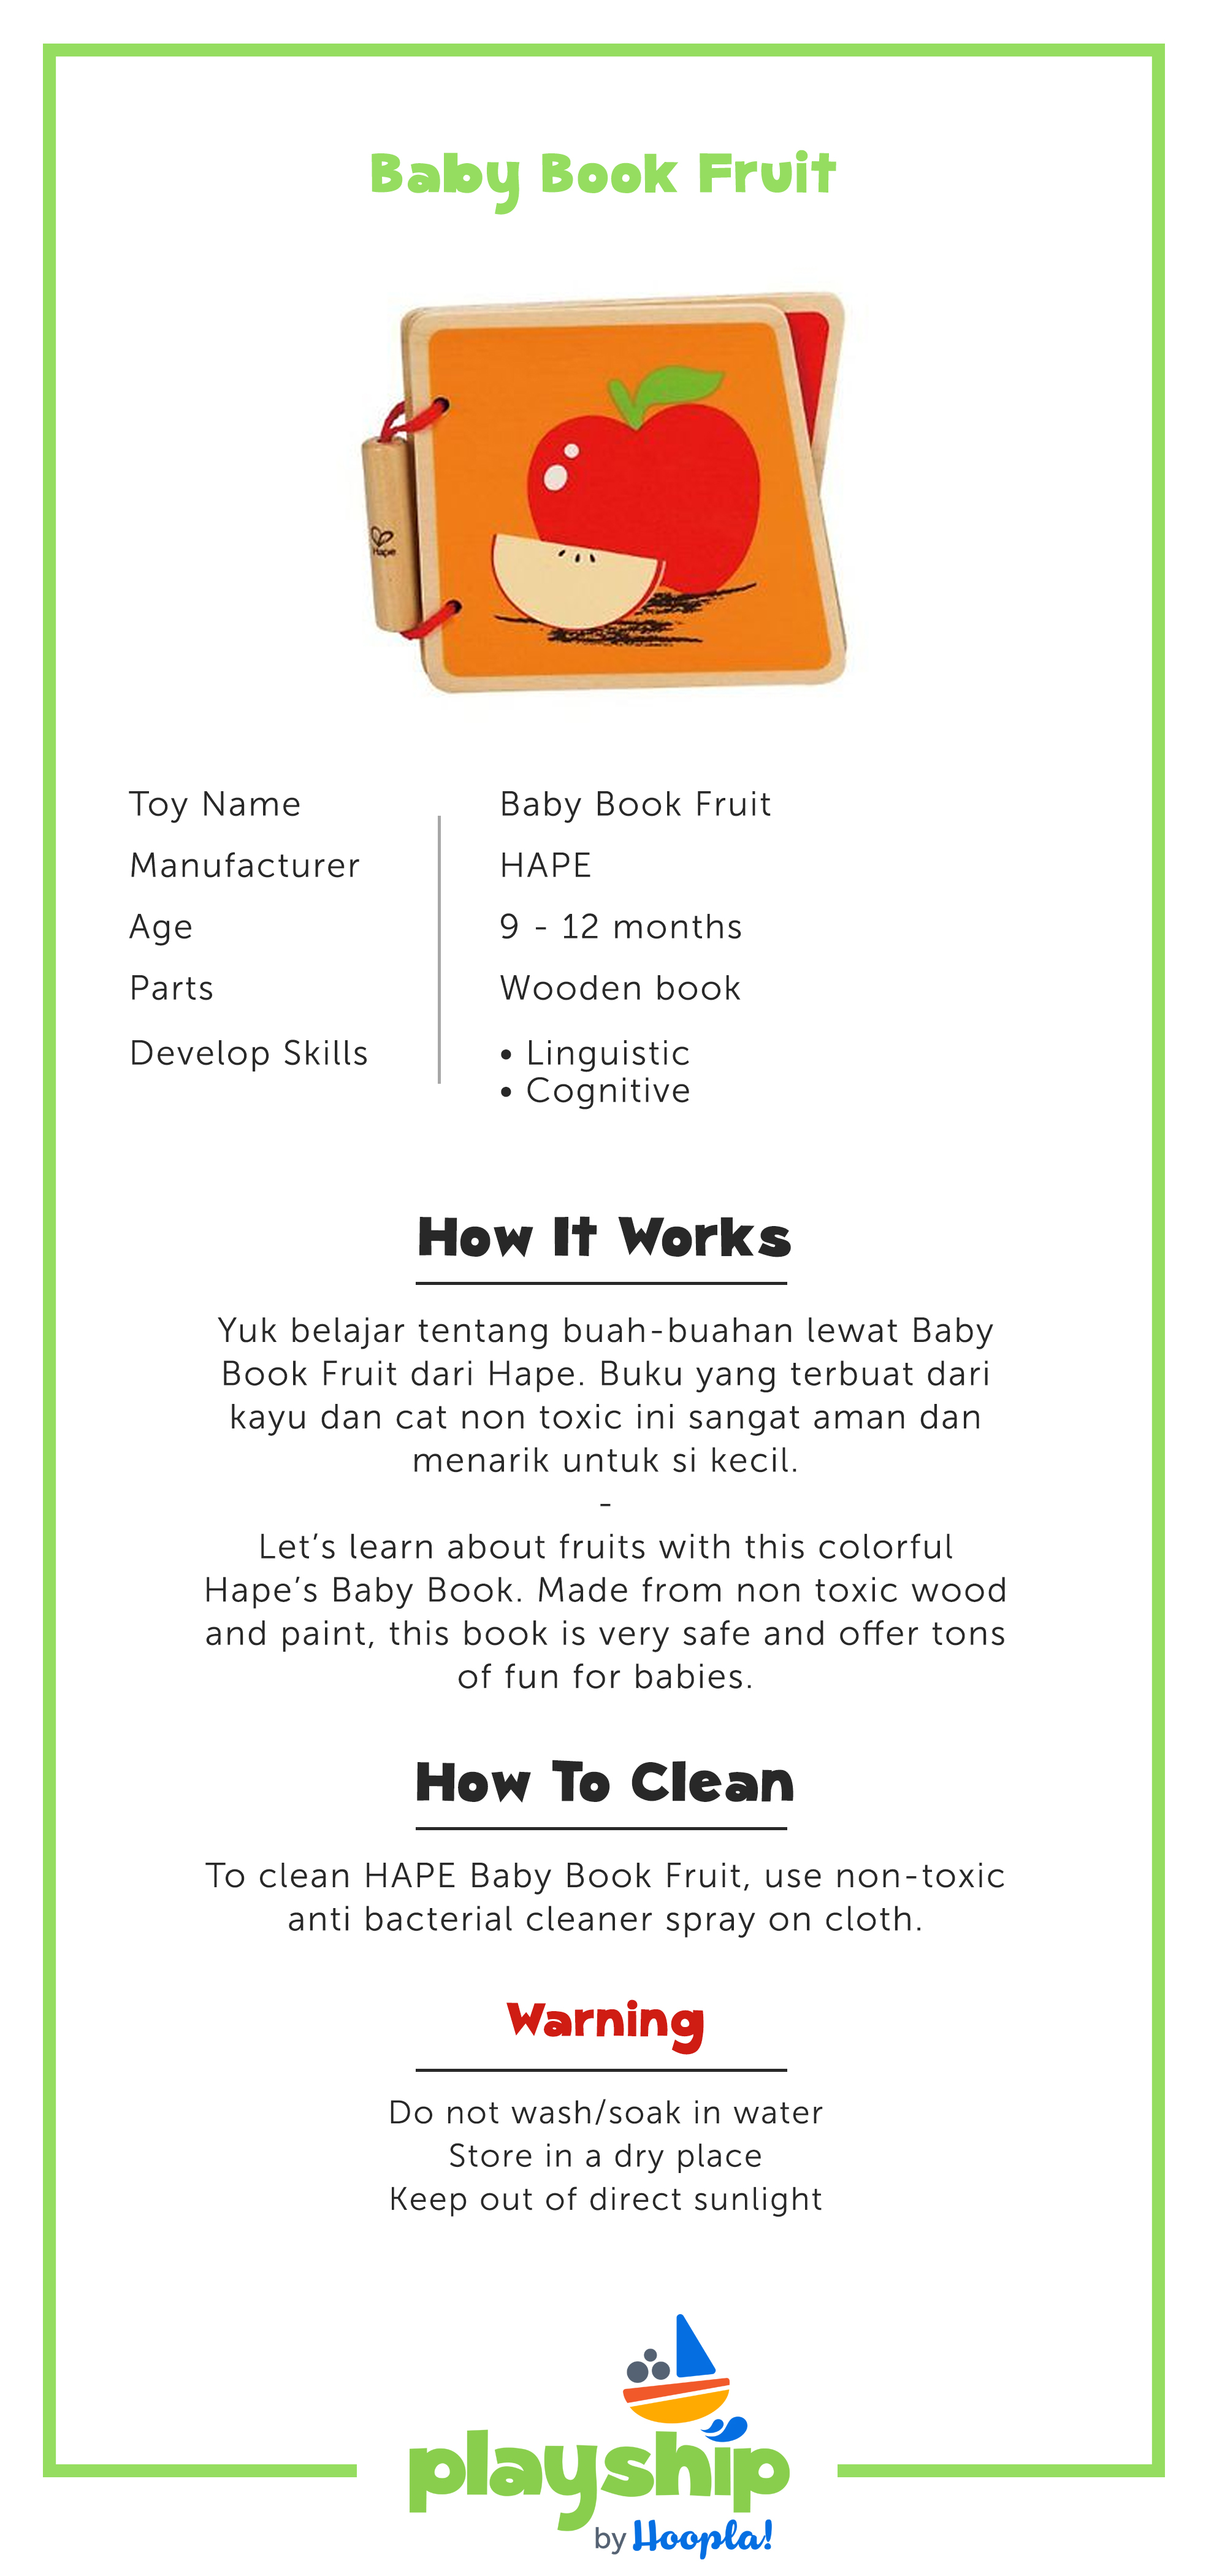 Baby Book Fruit
Hape
Toy Name
Baby Book Fruit
Manufacturer
HAPE
Age
9 - 12 months
Parts
Wooden book
Develop Skills
• Linguistic
• Cognitive
How It Works
Yuk belajar tentang buah-buahan lewat Baby
Book Fruit dari Hape. Buku yang terbuat dari
kayu dan cat non toxic ini sangat aman dan
menarik untuk si kecil.
-
Let’s learn about fruits with this colorful
Hape’s Baby Book. Made from non toxic wood
and paint, this book is very safe and offer tons
of fun for babies.
How To Clean
To clean HAPE Baby Book Fruit, use non-toxic
anti bacterial cleaner spray on cloth.
Warning
Do not wash/soak in water
Store in a dry place
Keep out of direct sunlight
playship
by Hoopla!